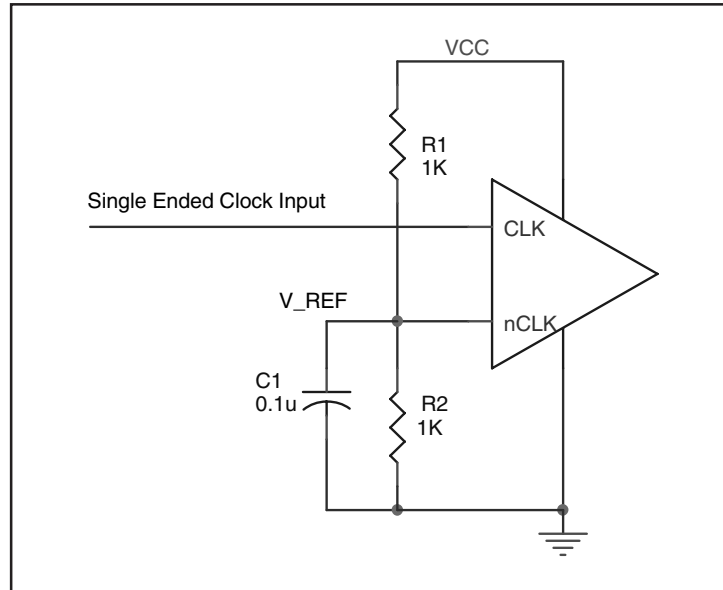 VCC
R1
1K
Single Ended Clock Input
CLK
V_REF
nCLK
C1
0.1u
R2
1K